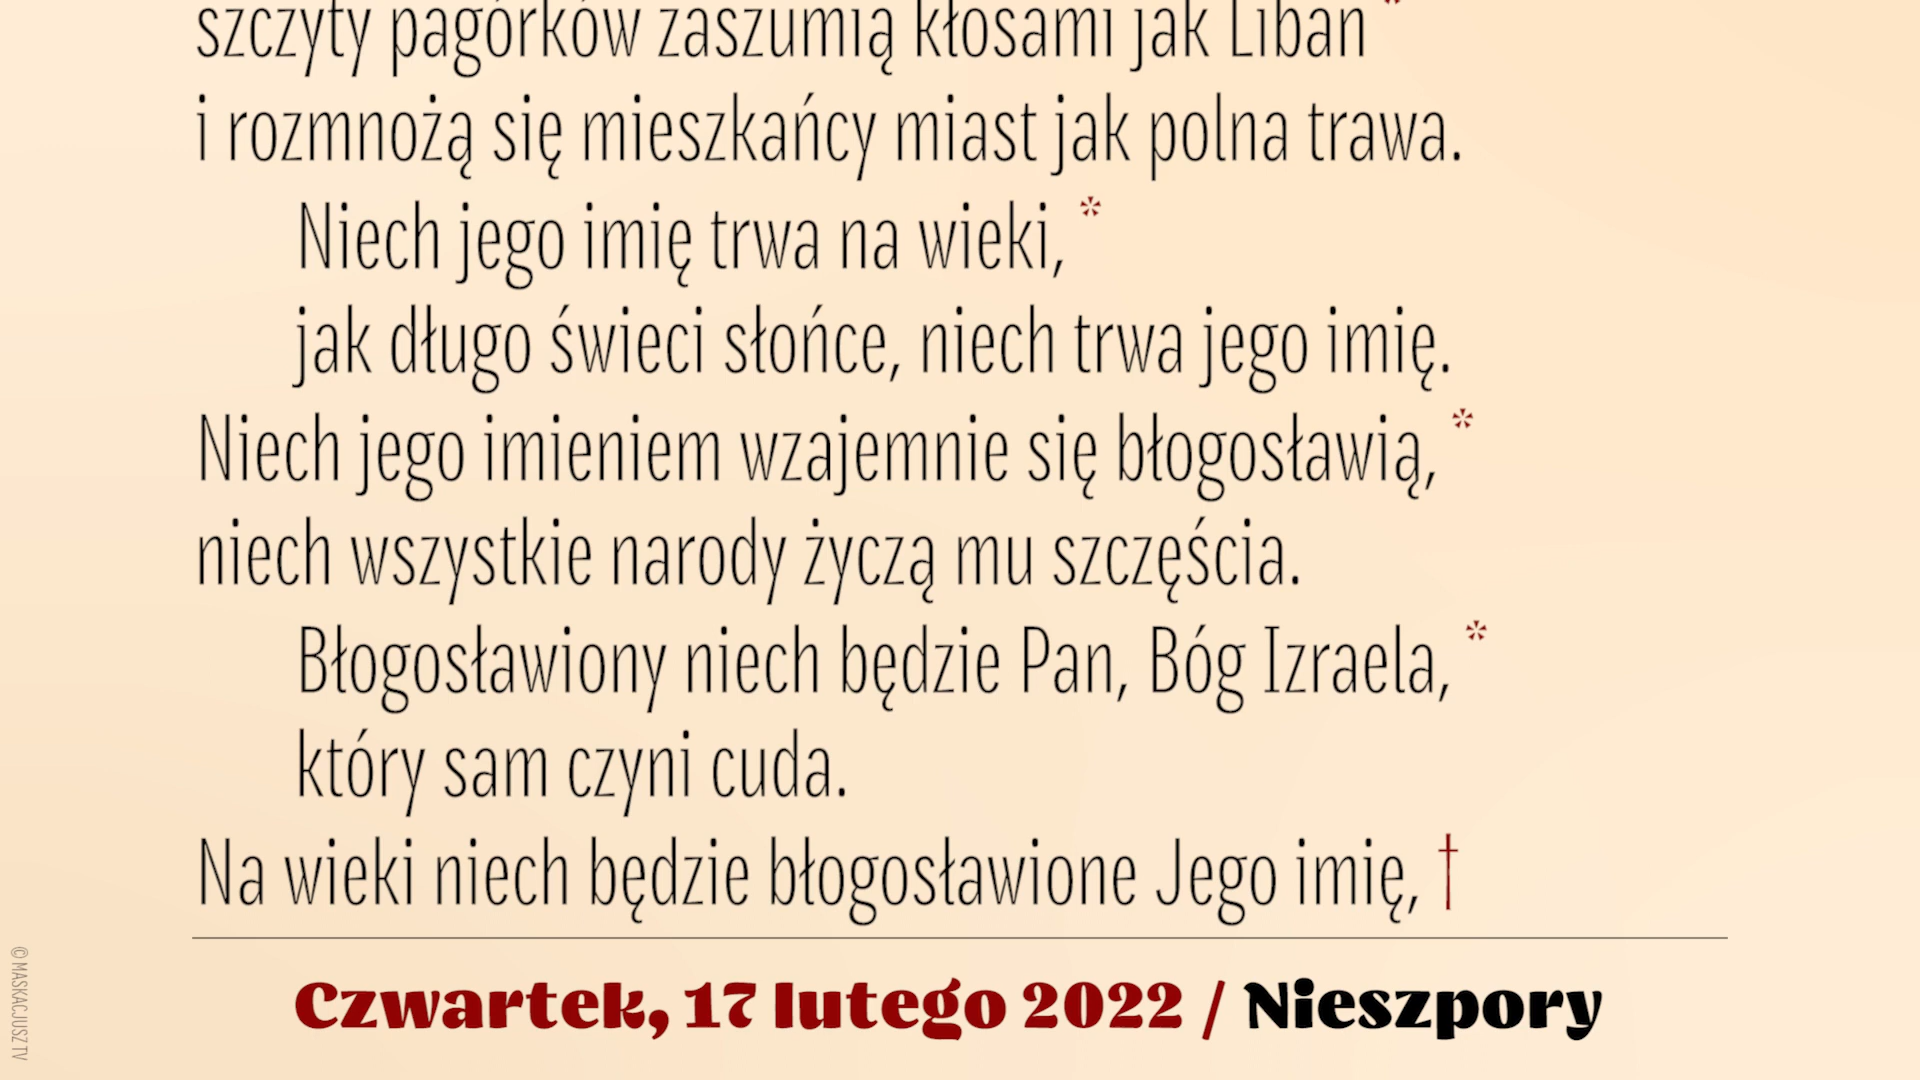 szczyty pagórków zaszumią kłosami jak Liban *
i rozmnożą się mieszkańcy miast jak polna trawa.
Niech jego imię trwa na wieki, *
jak długo świeci słońce, niech trwa jego imię.
Niech jego imieniem wzajemnie się błogosławią, *
niech wszystkie narody życzą mu szczęścia.
Błogosławiony niech będzie Pan, Bóg Izraela, *
który sam czyni cuda.
Na wieki niech będzie błogosławione Jego imię, †
Czwartek, 17 lutego 2022 / Nieszpory
© MASKACJUSZ TV